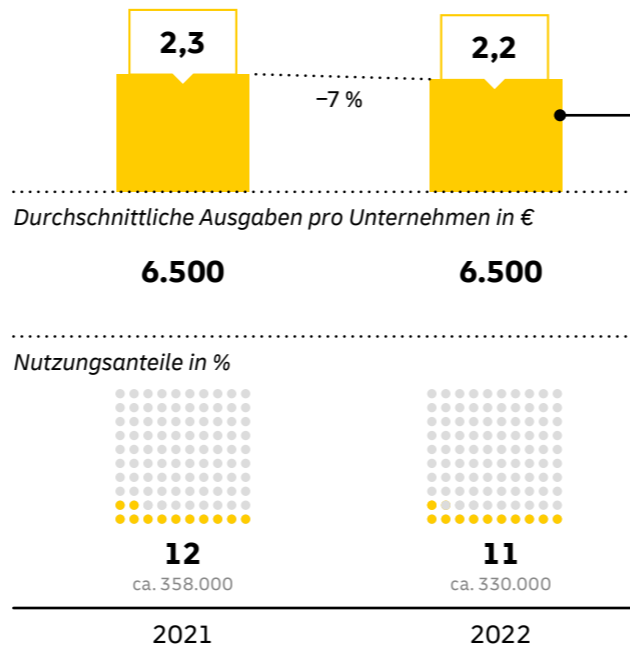 2,3
2,2
−7 %
Durchschnittliche Ausgaben pro Unternehmen in €
6.500
6.500
Nutzungsanteile in %
12
11
ca. 358.000
ca. 330.000
2021
2022